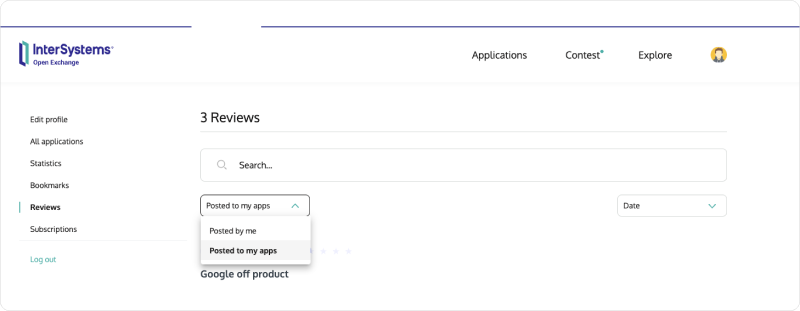 InterSystems
Open Exchange
Applications
Contest
Explore
Edit profile
All applications
Statistics
Bookmarks
Reviews
Subscriptions
Log out
3 Reviews
Search...
Posted to my apps
Date
Posted by me
Posted to my apps
Google off product